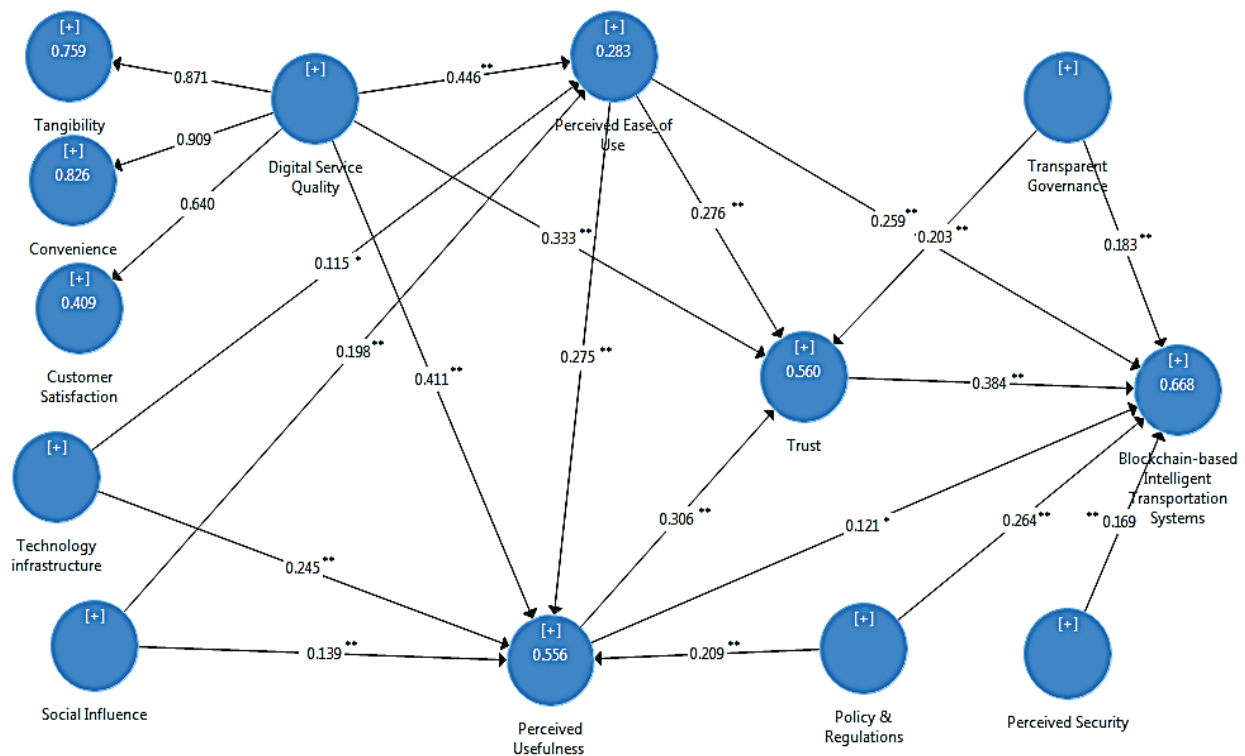 [+]
0.759
Tangibility
[+]
0.826
Convenience
[+]
0.409
Customer
Satisfaction
[+]
Technology
infrastructure
[+]
Social Influence
0.871
0.909
0.640
[+]
Digital Service
Quality
0.446 **
0.115 *
0.198 **
0.333 **
0.411 **
0.245 **
0.139 **
[+]
0.283
Perceived Ease_of
Use
0.276 **
0.259 **
0.275 **
[+]
0.556
Perceived
Usefulness
0.306 **
0.121 *
[+]
0.560
Trust
0.384 **
[+]
Transparent
Governance
0.203 **
0.183 **
[+]
0.668
Blockchain-based
Intelligent
Transportation
Systems
0.209 **
0.264 **
** 0.169
[+]
Policy &
Regulations
[+]
Perceived Security